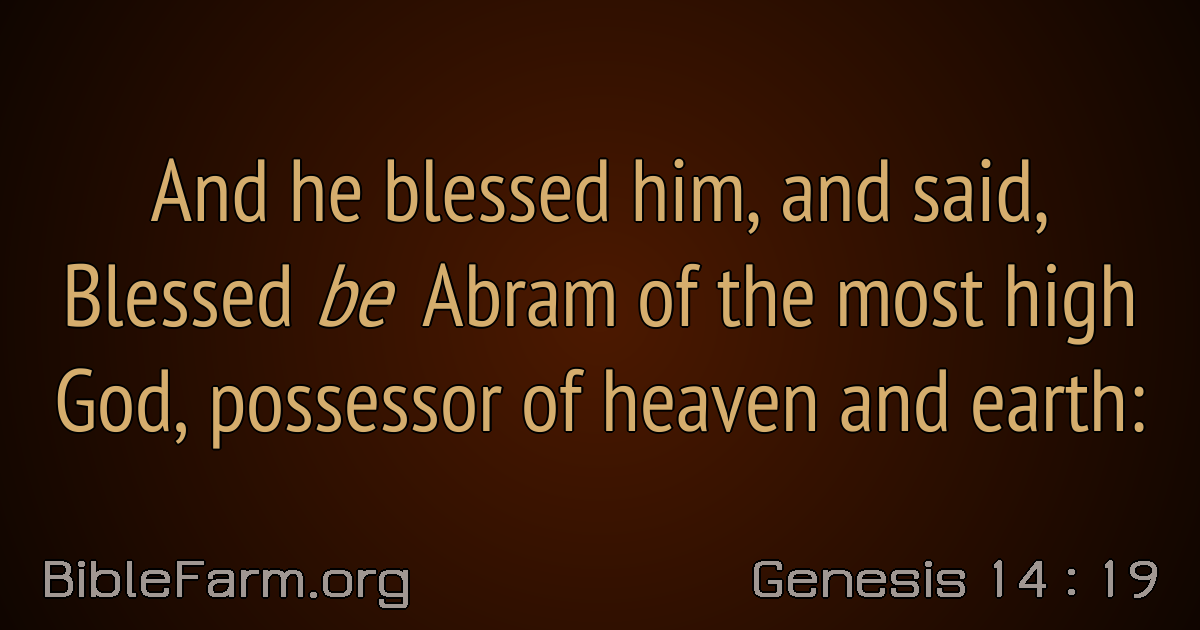 And he blessed him, and said,
Blessed be Abram of the most high
God, possessor of heaven and earth:
BibleFarm.org
Genesis 14 : 19